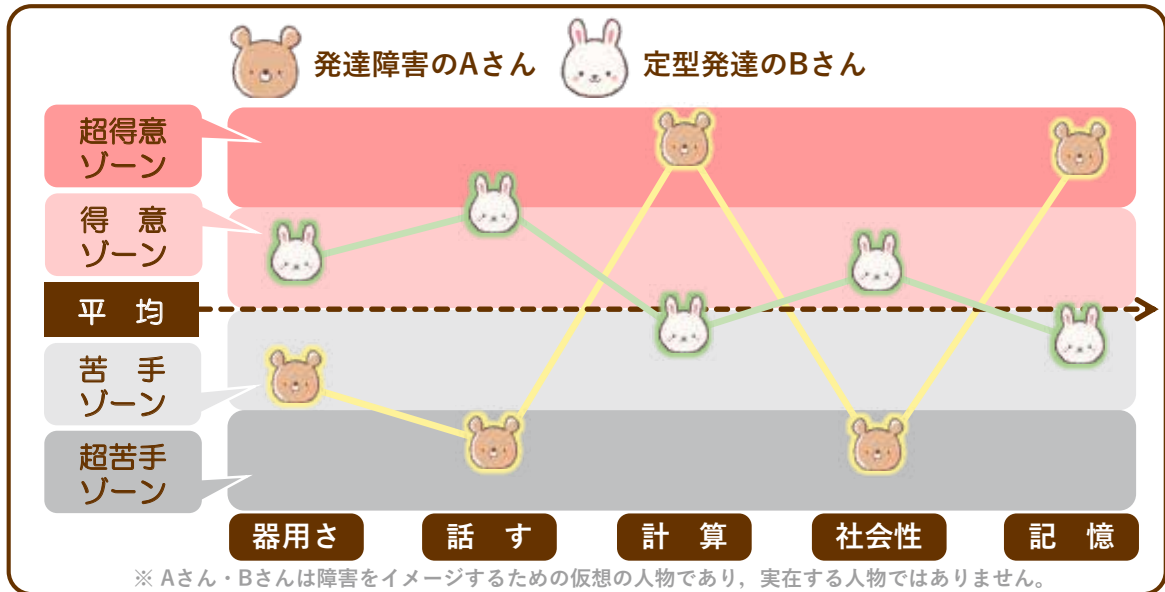 発達障害のAさん
定型発達のBさん
超得意
ゾーン
得　意
ゾーン
平　均
苦　手
ゾーン
超苦手
ゾーン
器用さ
話　す
計　算
社会性
記　憶
※ Aさん・Bさんは障害をイメージするための仮想の人物であり，実在する人物ではありません。